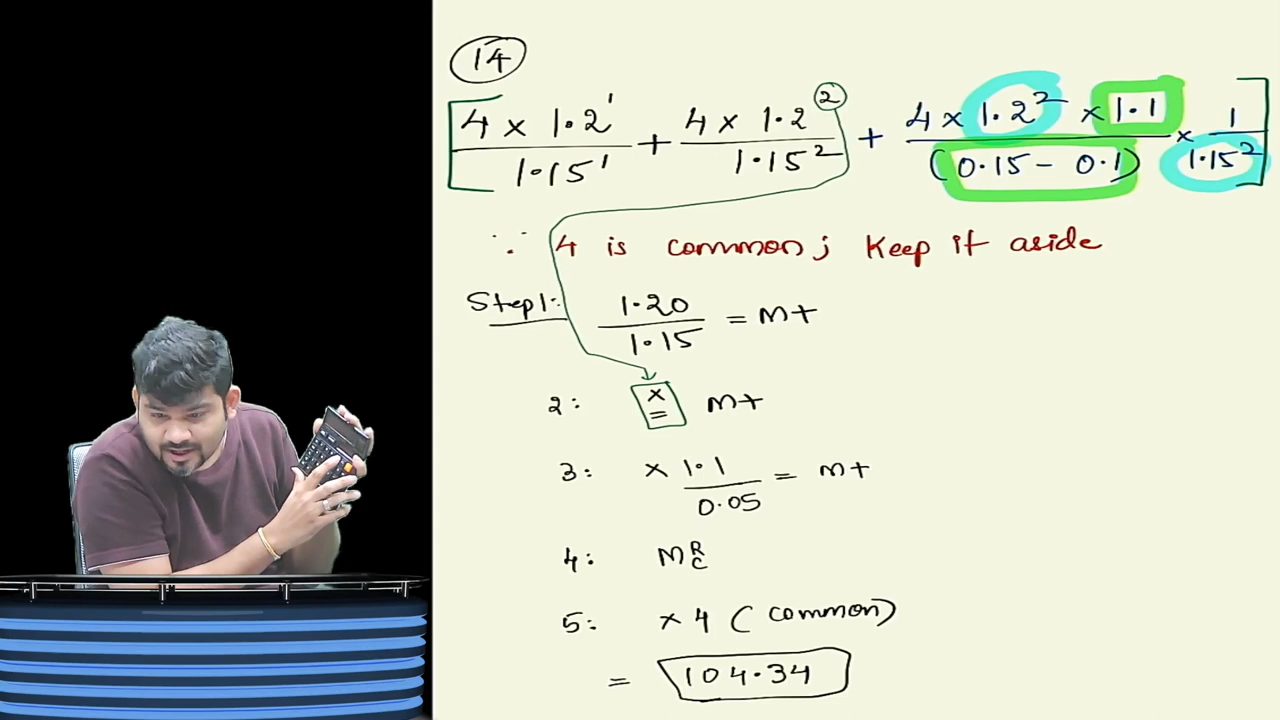 14
[ 4 × 1.2¹ / 1.15¹ + 4 × 1.2² / 1.15² + 4 × 1.2² × 1.1 / (0.15 - 0.1) × 1 / 1.15² ]
∵ 4 is common; Keep it aside
Step1: 1.20 / 1.15 = m+
2: × = m+
3: × 1.1 / 0.05 = m+
4: MRC
5: × 4 (common)
= 104.34